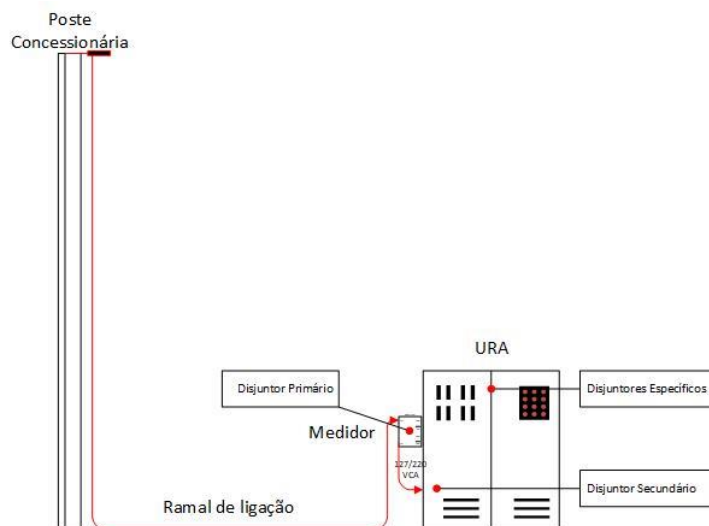 Poste
Concessionária
URA
Disjuntor Primário
Disjuntores Específicos
Medidor
127/220
VCA
Disjuntor Secundário
Ramal de ligação